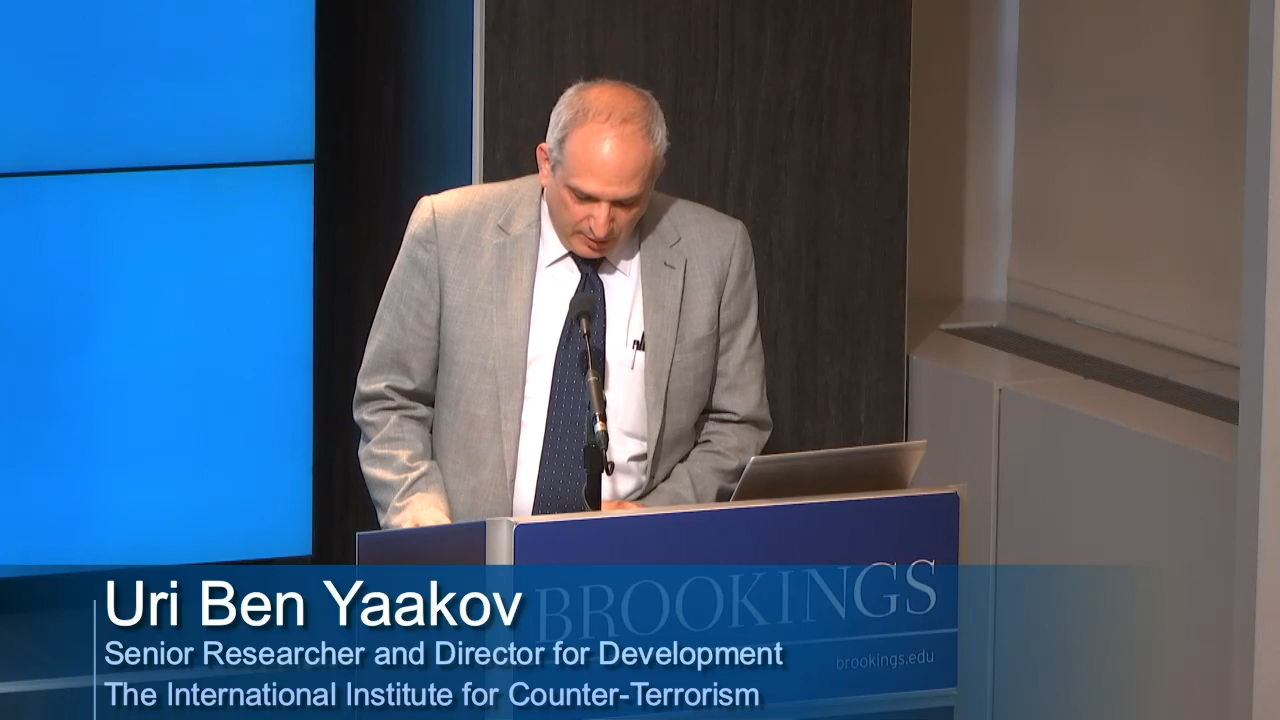 BROOKINGS
brookings.edu
Uri Ben Yaakov
Senior Researcher and Director for Development
The International Institute for Counter-Terrorism